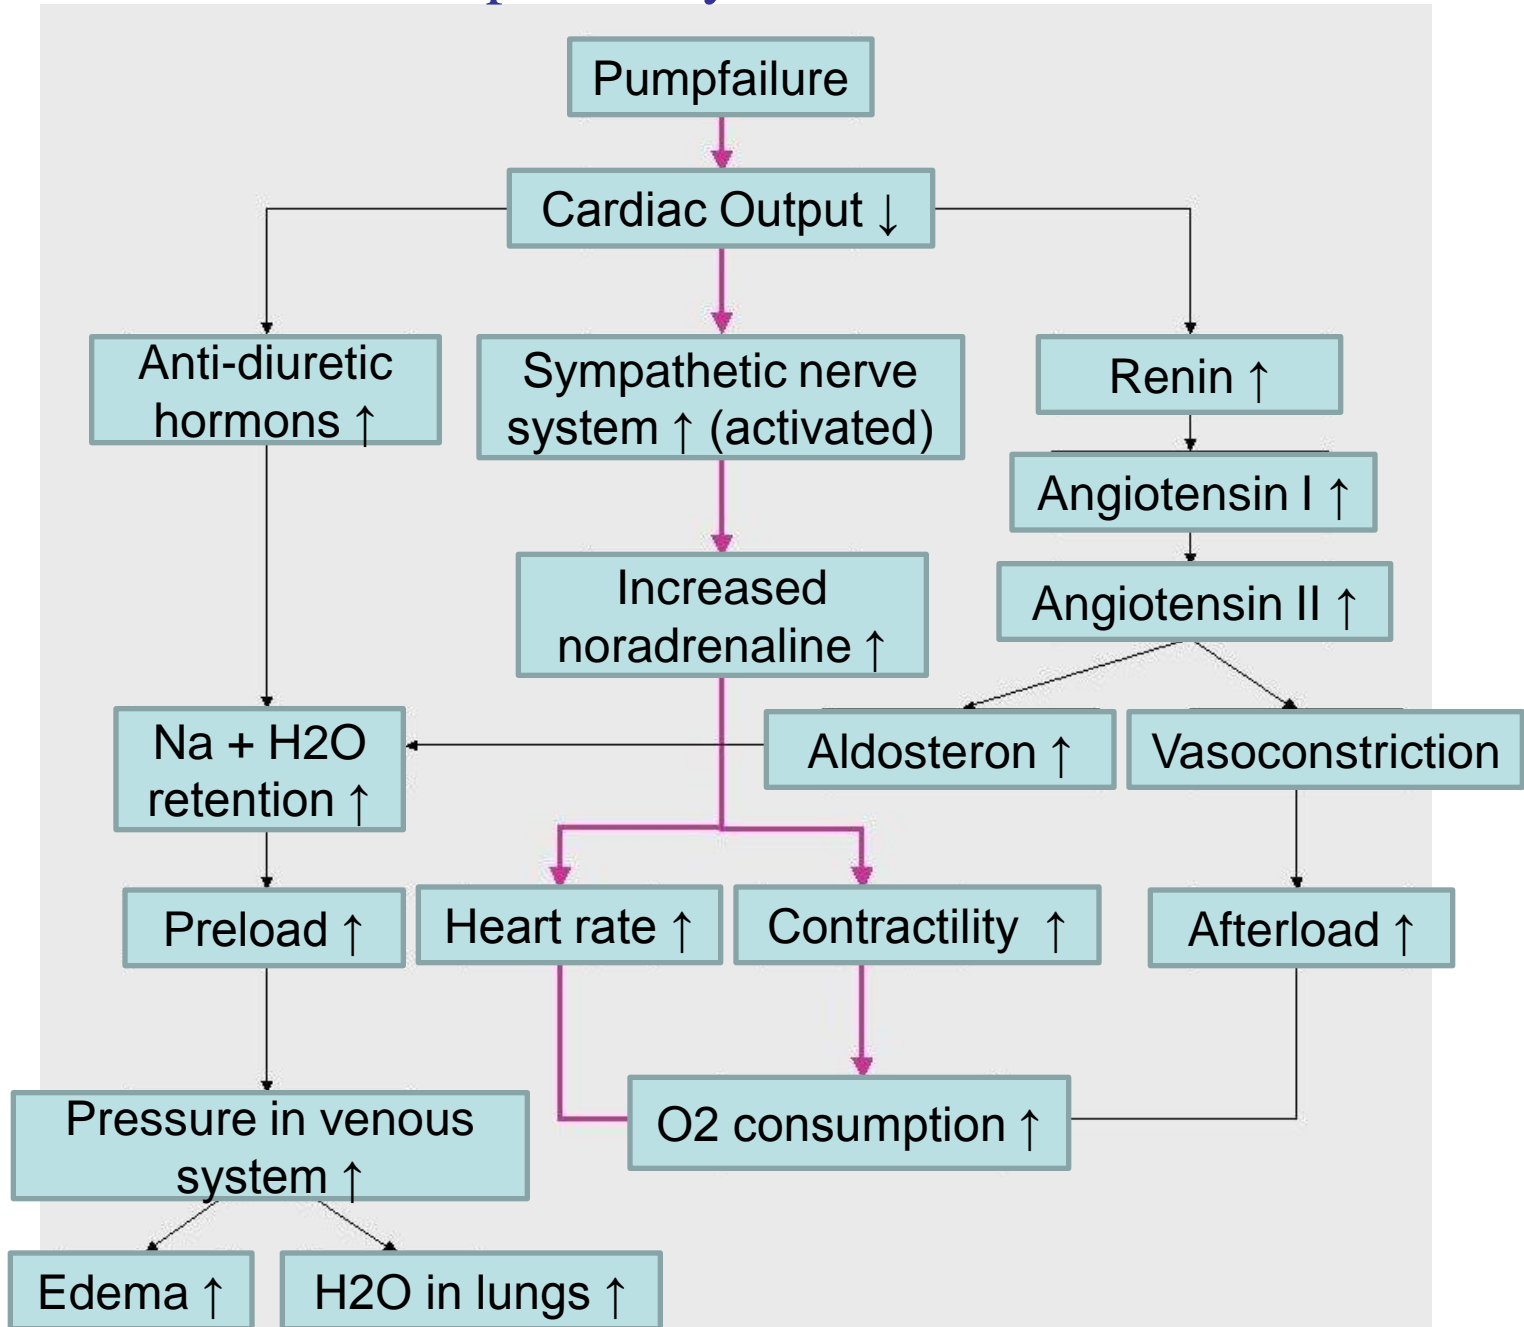 Pumpfailure
Cardiac Output ↓
Anti-diuretic
hormons ↑
Sympathetic nerve
system ↑ (activated)
Renin ↑
Angiotensin I ↑
Increased
noradrenaline ↑
Angiotensin II ↑
Na + H2O
retention ↑
Aldosteron ↑
Vasoconstriction
Preload ↑
Heart rate ↑
Contractility ↑
Afterload ↑
Pressure in venous
system ↑
O2 consumption ↑
Edema ↑
H2O in lungs ↑